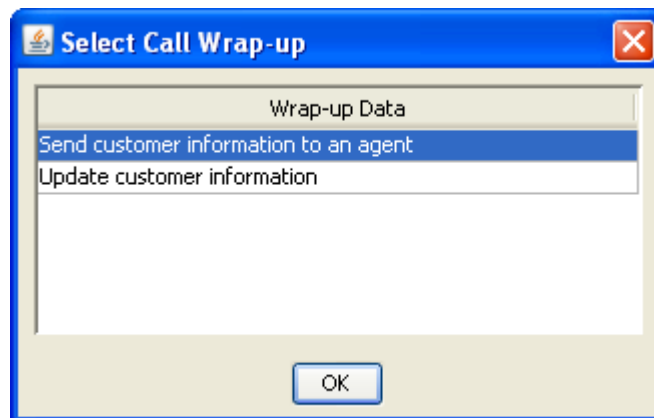 Select Call Wrap-up
Wrap-up Data
Send customer information to an agent
Update customer information
OK